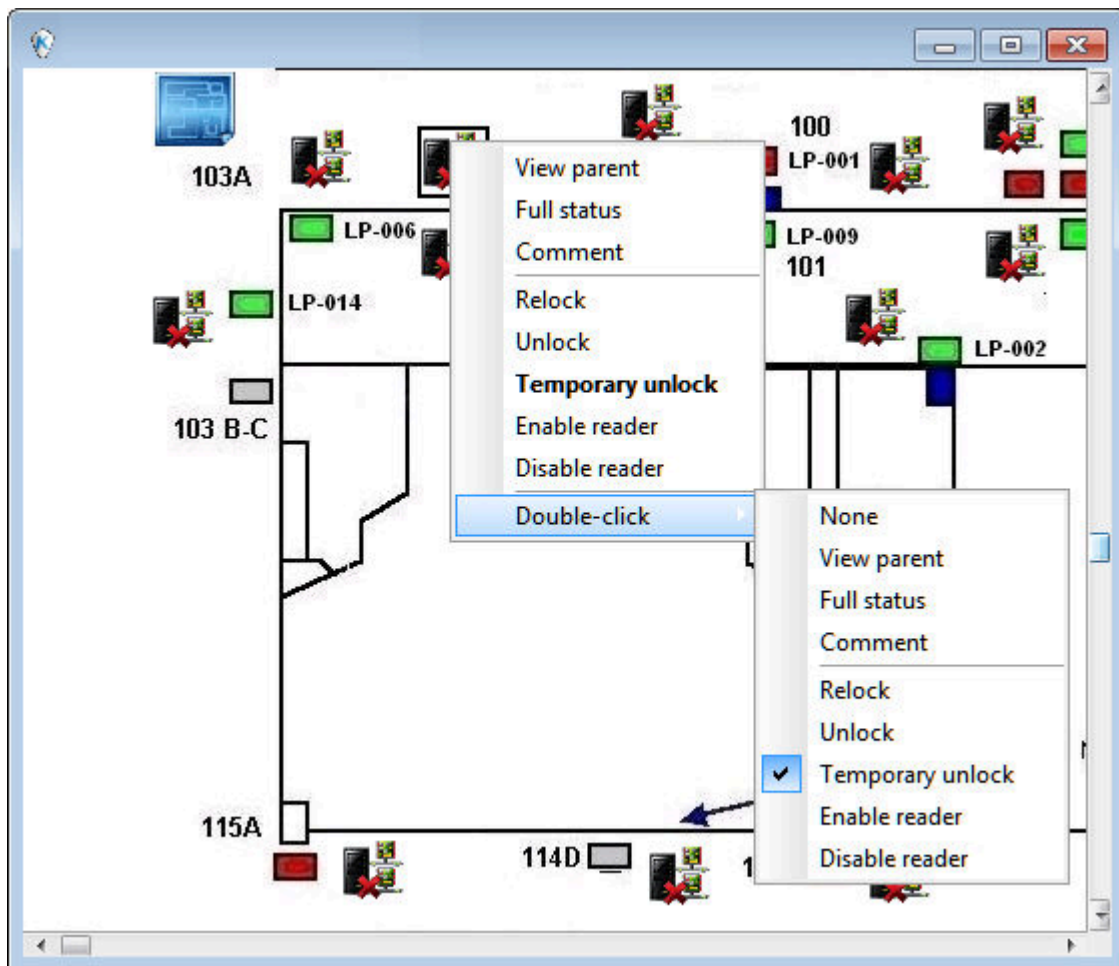 100
LP-001
103A
View parent
Full status
Comment
Relock
Unlock
Temporary unlock
Enable reader
Disable reader
Double-click
LP-006
LP-009
101
LP-014
LP-002
103 B-C
None
View parent
Full status
Comment
Relock
Unlock
Temporary unlock
Enable reader
Disable reader
115A
114D